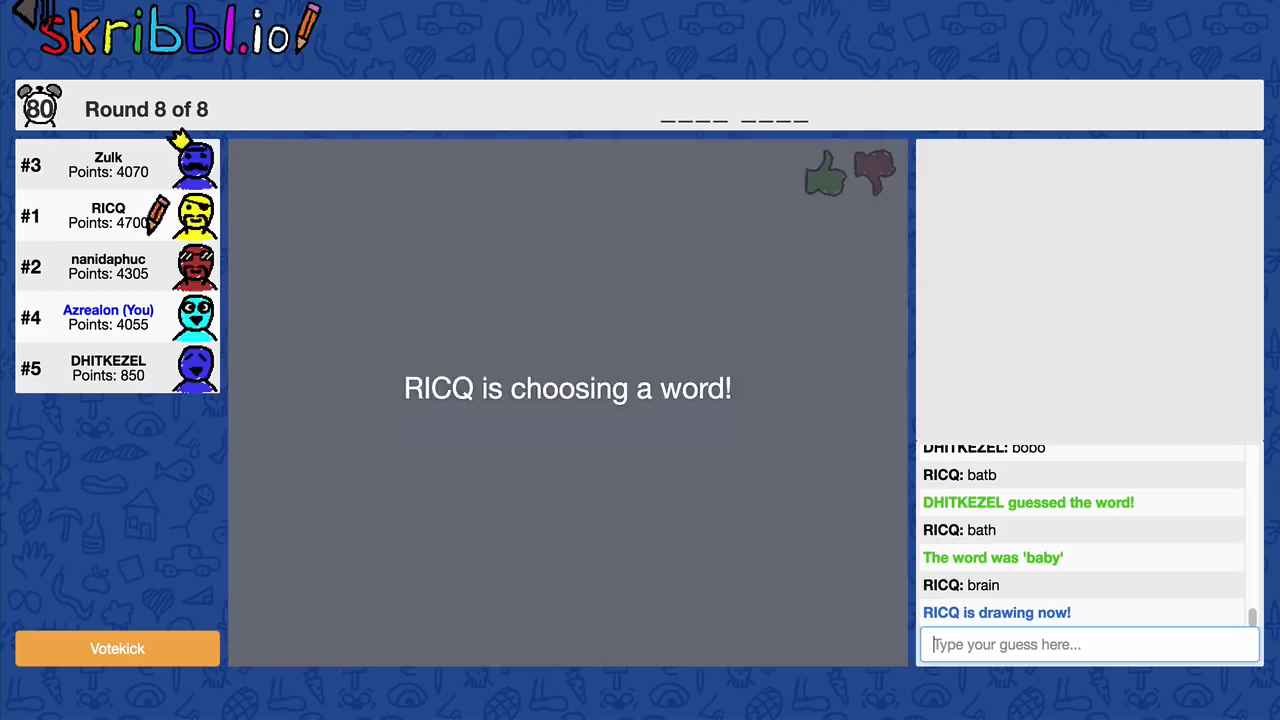 skribbl.io
80
Round 8 of 8
____ ____
#3
Zulk
Points: 4070
#1
RICQ
Points: 4700
#2
nanidaphuc
Points: 4305
#4
Azrealon (You)
Points: 4055
#5
DHITKEZEL
Points: 850
Votekick
RICQ is choosing a word!
DHITKEZEL: bobo
RICQ: batb
DHITKEZEL guessed the word!
RICQ: bath
The word was 'baby'
RICQ: brain
RICQ is drawing now!
Type your guess here...